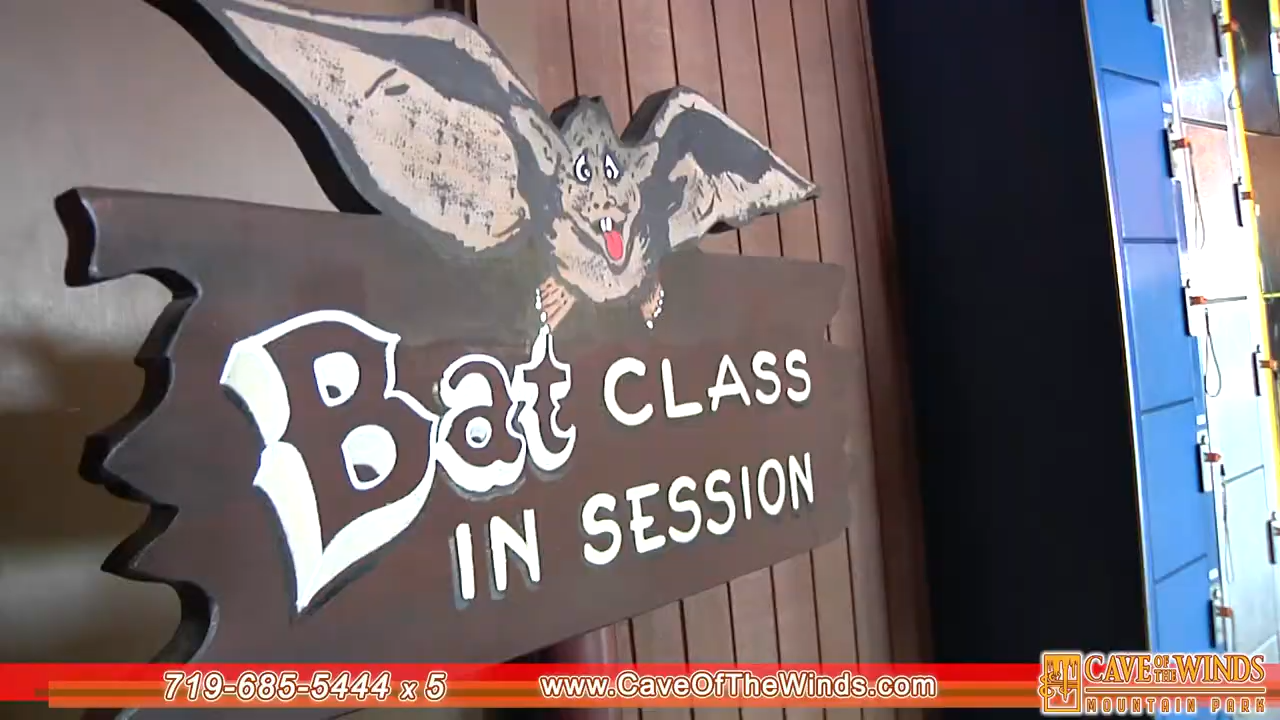 Bat CLASS
IN SESSION
719-685-5444 x 5
www.CaveOfTheWinds.com
CAVE OF THE WINDS
MOUNTAIN PARK